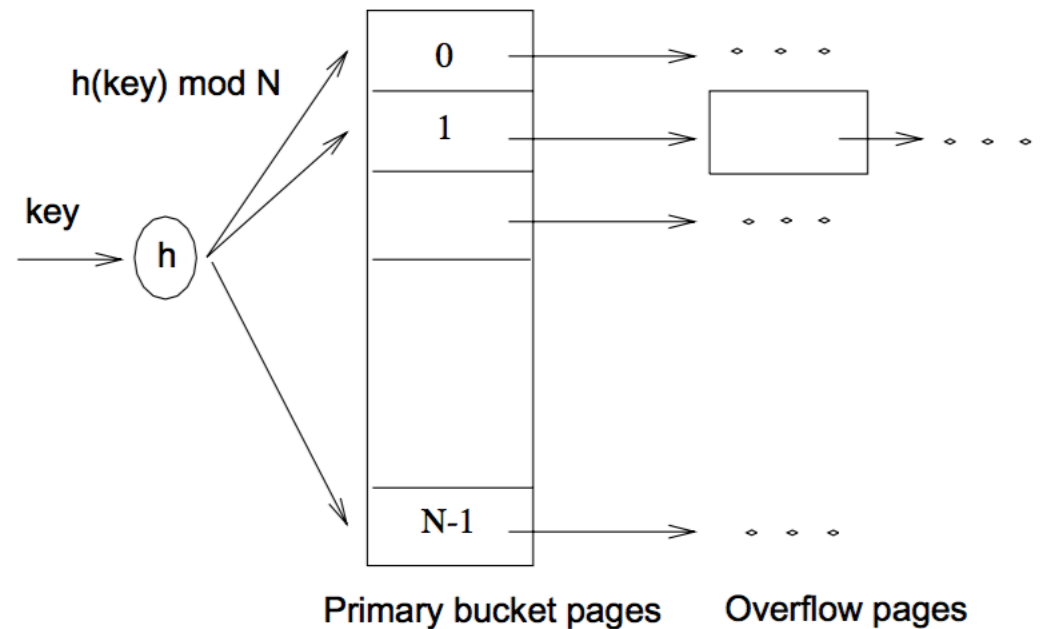 0
h(key) mod N
1
key
h
N-1
Primary bucket pages
Overflow pages